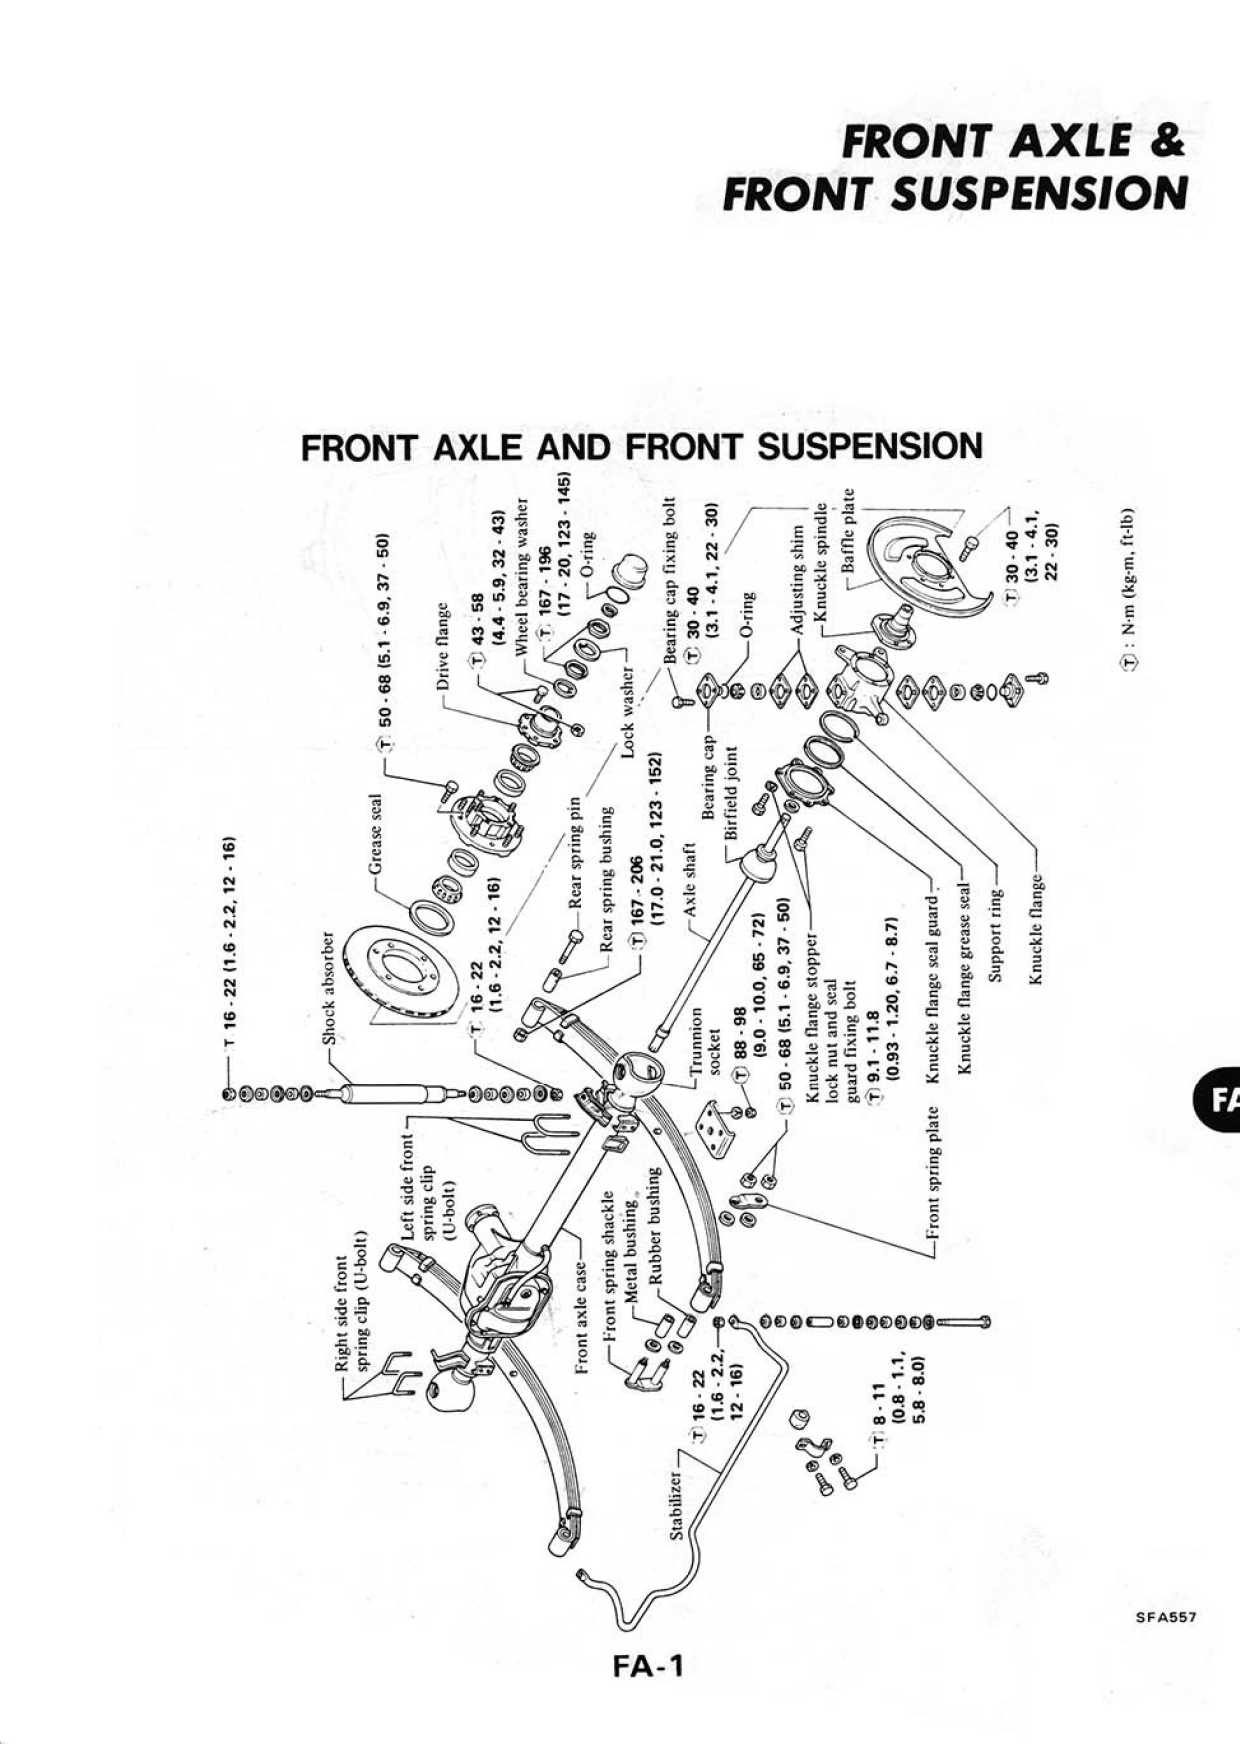 FRONT AXLE &
FRONT SUSPENSION
FRONT AXLE AND FRONT SUSPENSION
T 16 - 22 (1.6 - 2.2, 12 - 16)
Shock absorber
Grease seal
T 50 - 68 (5.1 - 6.9, 37 - 50)
Drive flange
T 43 - 58
(4.4 - 5.9, 32 - 43)
Wheel bearing washer
T 167 - 196
(17 - 20, 123 - 145)
O-ring
Lock washer
Bearing cap fixing bolt
T 30 - 40
(3.1 - 4.1, 22 - 30)
O-ring
Adjusting shim
Knuckle spindle
Baffle plate
T 30 - 40
(3.1 - 4.1,
22 - 30)
T : N·m (kg-m, ft-lb)
T 16 - 22
(1.6 - 2.2, 12 - 16)
Rear spring pin
Rear spring bushing
T 167 - 206
(17.0 - 21.0, 123 - 152)
Axle shaft
Bearing cap
Birfield joint
Trunnion
socket
T 88 - 98
(9.0 - 10.0, 65 - 72)
T 50 - 68 (5.1 - 6.9, 37 - 50)
Knuckle flange stopper
lock nut and seal
guard fixing bolt
T 9.1 - 11.8
(0.93 - 1.20, 6.7 - 8.7)
Knuckle flange seal guard
Knuckle flange grease seal
Support ring
Knuckle flange
Right side front
spring clip (U-bolt)
Left side front
spring clip
(U-bolt)
Front axle case
Front spring shackle
Metal bushing
Rubber bushing
Front spring plate
T 16 - 22
(1.6 - 2.2,
12 - 16)
Stabilizer
T 8 - 11
(0.8 - 1.1,
5.8 - 8.0)
FA
SFA557
FA-1